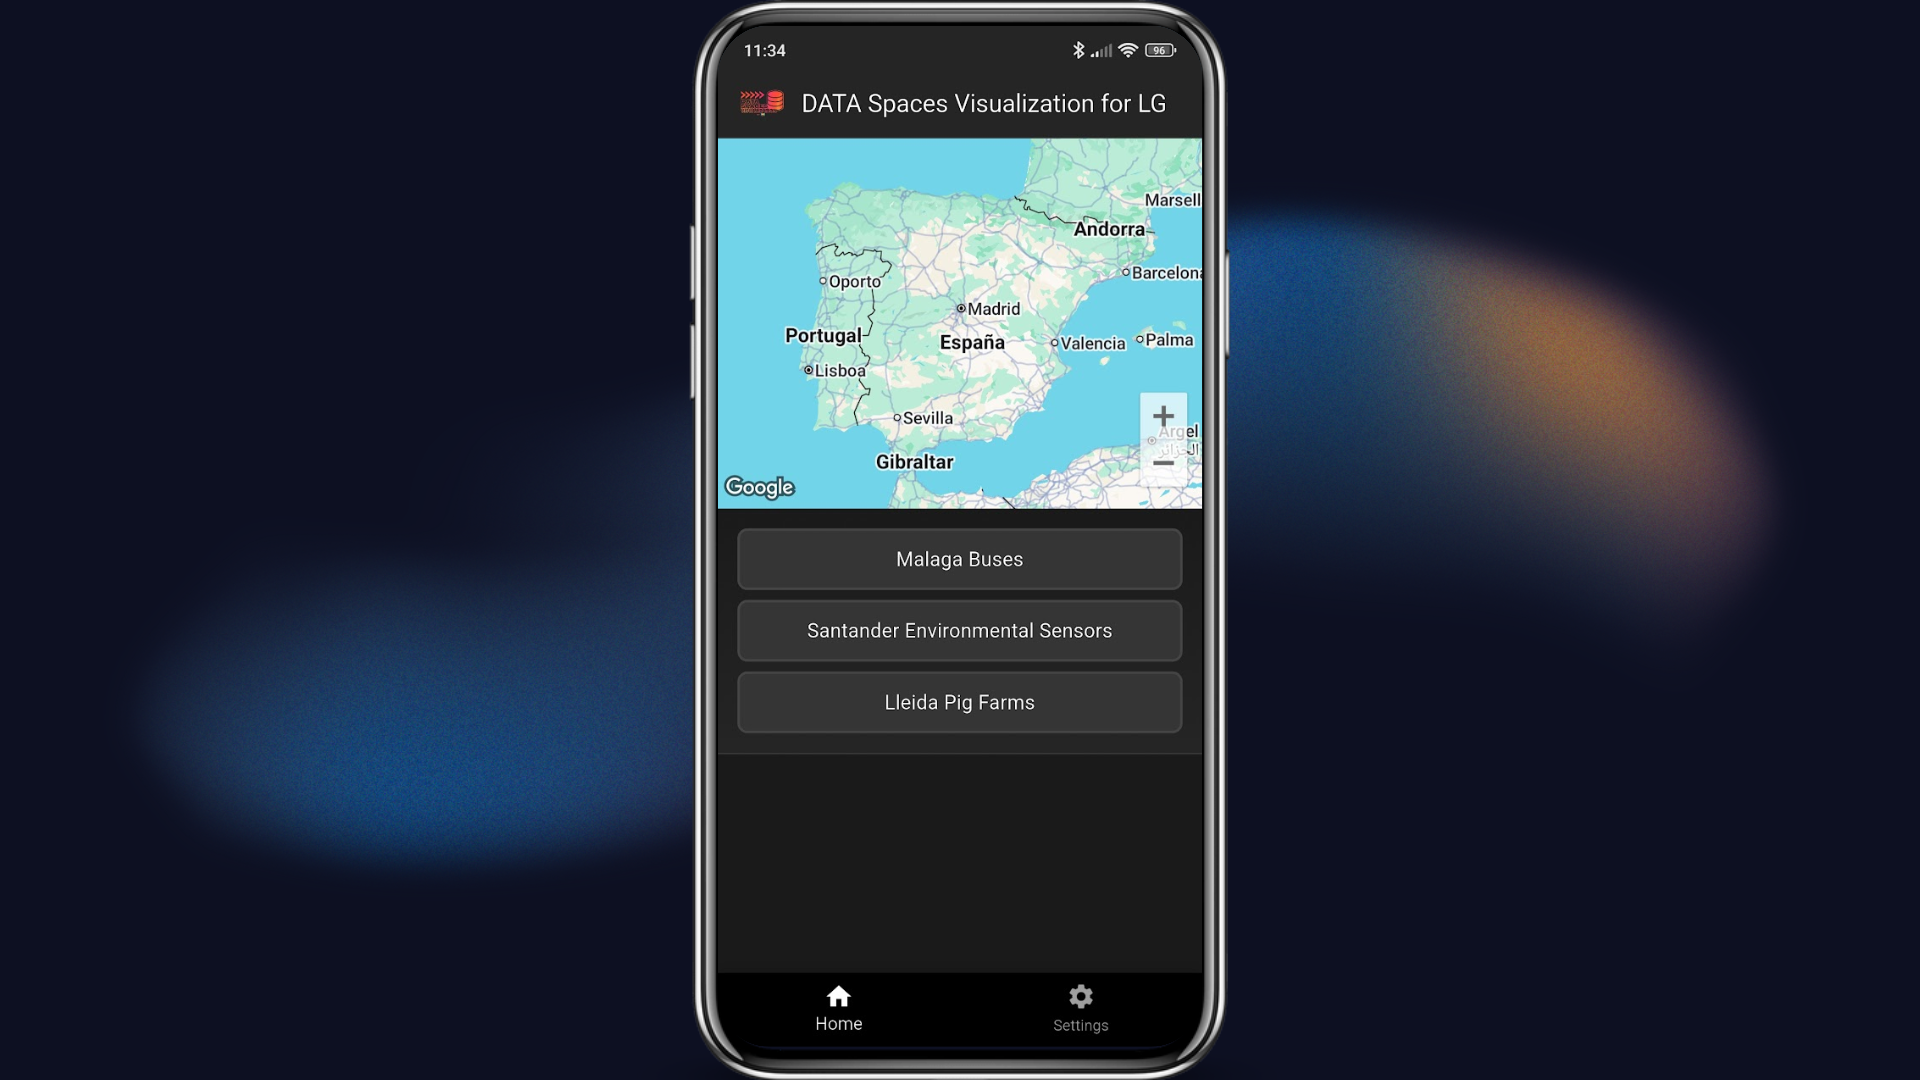 11:34
96
DATA Spaces Visualization for LG
Marsell
Andorra
Barcelona
Oporto
Madrid
Portugal
España
Valencia
Palma
Lisboa
Sevilla
Argel
الجزائر
Gibraltar
Google
Malaga Buses
Santander Environmental Sensors
Lleida Pig Farms
Home
Settings